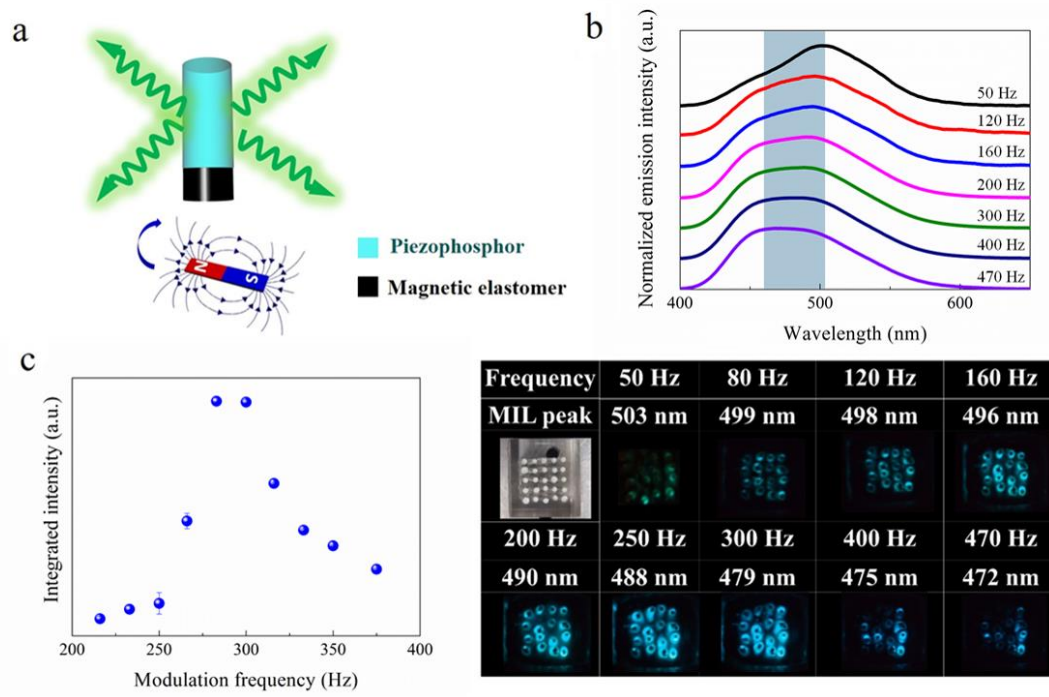 a
N
S
Piezophosphor
Magnetic elastomer
b
Normalized emission intensity (a.u.)
50 Hz
120 Hz
160 Hz
200 Hz
300 Hz
400 Hz
470 Hz
400 500 600
Wavelength (nm)
c
Integrated intensity (a.u.)
200 250 300 350 400
Modulation frequency (Hz)
Frequency 50 Hz 80 Hz 120 Hz 160 Hz
MIL peak 503 nm 499 nm 498 nm 496 nm
200 Hz 250 Hz 300 Hz 400 Hz 470 Hz
490 nm 488 nm 479 nm 475 nm 472 nm